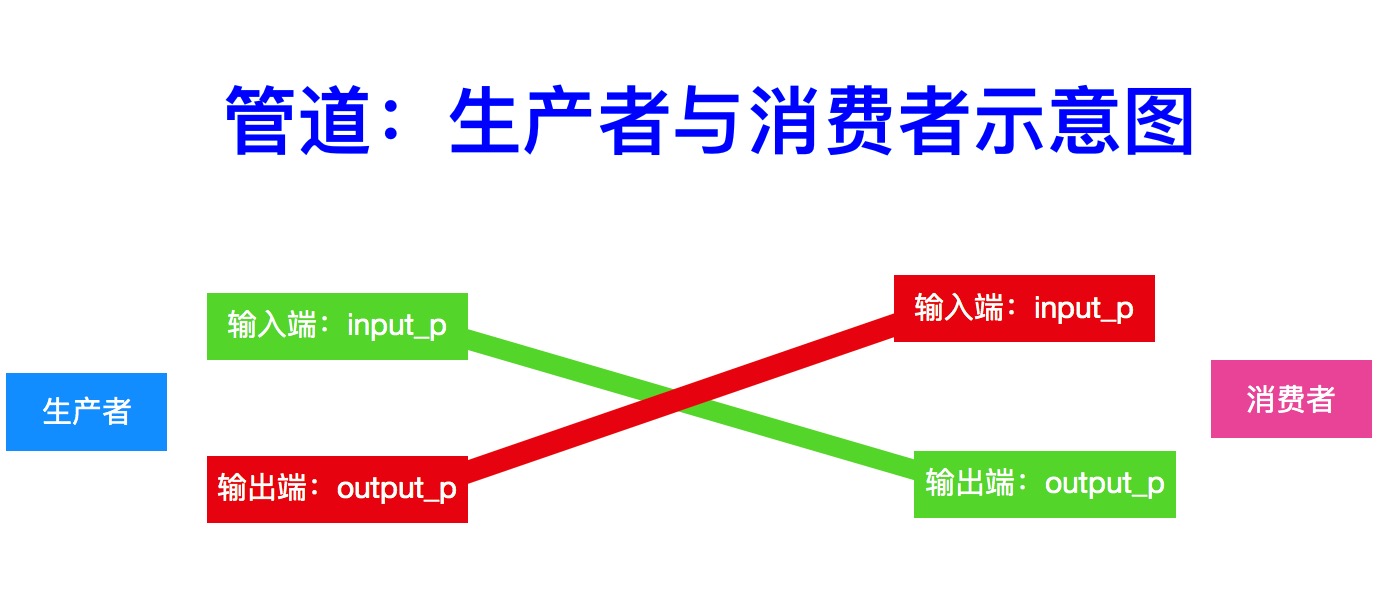 管道：生产者与消费者示意图
输入端：input_p
输入端：input_p
生产者
消费者
输出端：output_p
输出端：output_p